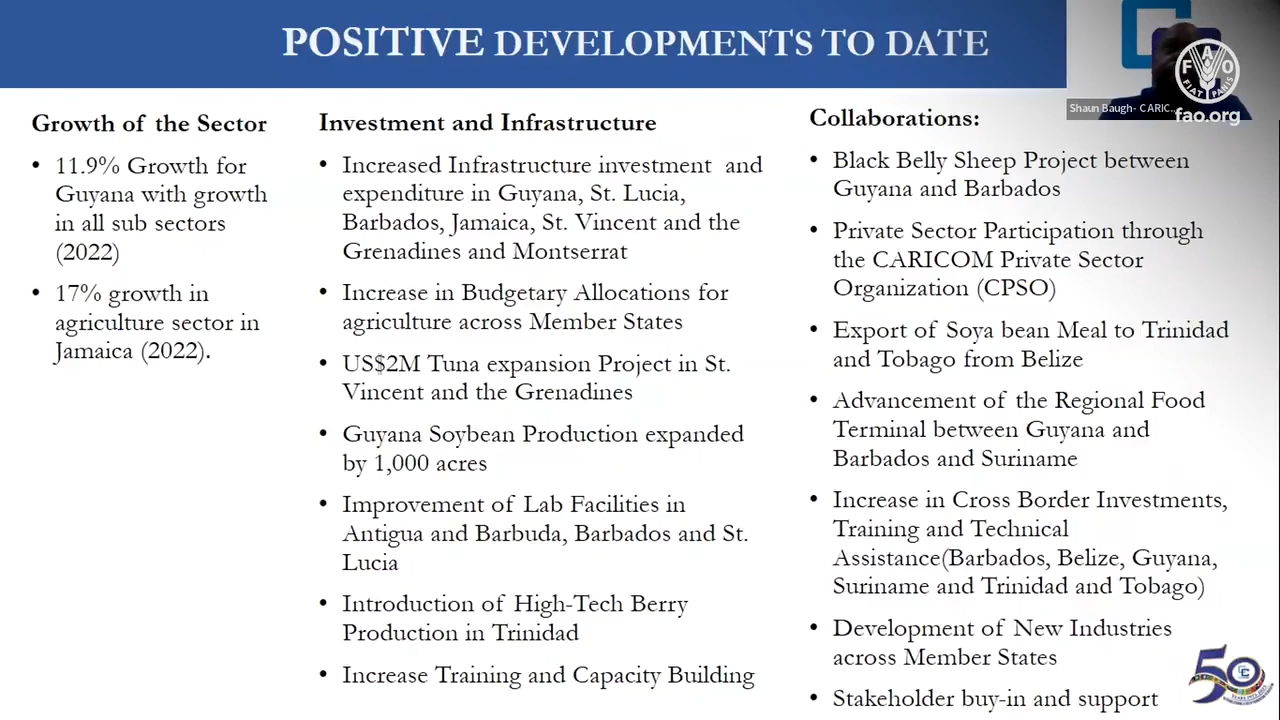 POSITIVE DEVELOPMENTS TO DATE
Shaun Baugh- CARIC...
FAO
FIAT PANIS
fao.org
Growth of the Sector
• 11.9% Growth for
Guyana with growth
in all sub sectors
(2022)
• 17% growth in
agriculture sector in
Jamaica (2022).
Investment and Infrastructure
• Increased Infrastructure investment and
expenditure in Guyana, St. Lucia,
Barbados, Jamaica, St. Vincent and the
Grenadines and Montserrat
• Increase in Budgetary Allocations for
agriculture across Member States
• US$2M Tuna expansion Project in St.
Vincent and the Grenadines
• Guyana Soybean Production expanded
by 1,000 acres
• Improvement of Lab Facilities in
Antigua and Barbuda, Barbados and St.
Lucia
• Introduction of High-Tech Berry
Production in Trinidad
• Increase Training and Capacity Building
Collaborations:
• Black Belly Sheep Project between
Guyana and Barbados
• Private Sector Participation through
the CARICOM Private Sector
Organization (CPSO)
• Export of Soya bean Meal to Trinidad
and Tobago from Belize
• Advancement of the Regional Food
Terminal between Guyana and
Barbados and Suriname
• Increase in Cross Border Investments,
Training and Technical
Assistance(Barbados, Belize, Guyana,
Suriname and Trinidad and Tobago)
• Development of New Industries
across Member States
• Stakeholder buy-in and support
50